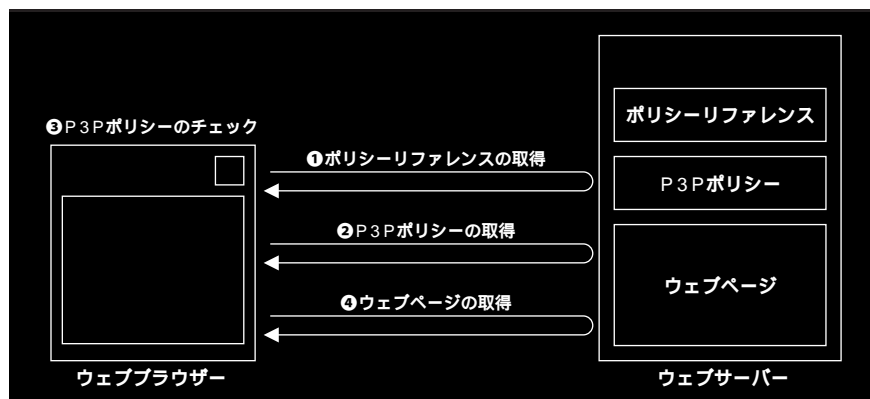 ❸P3Pポリシーのチェック
❶ポリシーリファレンスの取得
❷P3Pポリシーの取得
❹ウェブページの取得
ウェブブラウザー
ポリシーリファレンス
P3Pポリシー
ウェブページ
ウェブサーバー